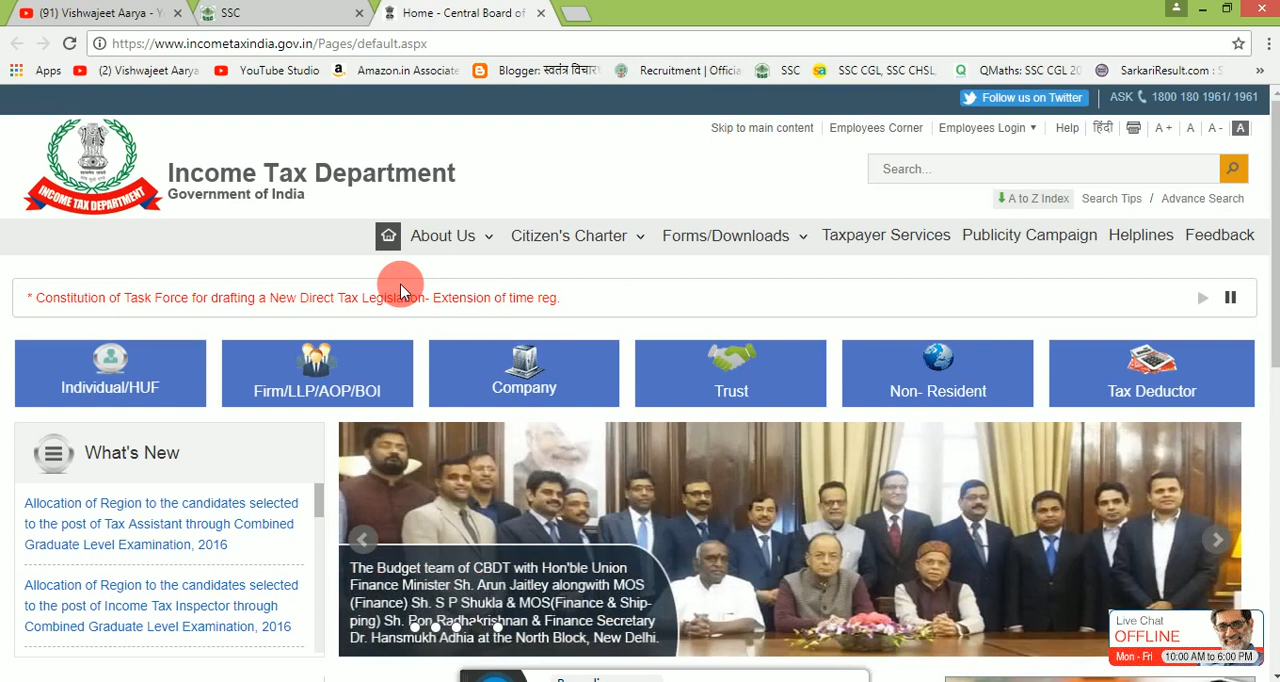 (91) Vishwajeet Aarya - Y
SSC
Home - Central Board of
https://www.incometaxindia.gov.in/Pages/default.aspx
Apps (2) Vishwajeet Aarya YouTube Studio Amazon.in Associate Blogger: स्वतंत्र विचार Recruitment | Officia SSC SSC CGL, SSC CHSL, QMaths: SSC CGL 20 SarkariResult.com : S »
Follow us on Twitter ASK 1800 180 1961/ 1961
Skip to main content Employees Corner Employees Login Help हिंदी A + A A - A
INCOME TAX DEPARTMENT
Income Tax Department
Government of India
Search...
A to Z Index Search Tips / Advance Search
About Us Citizen's Charter Forms/Downloads Taxpayer Services Publicity Campaign Helplines Feedback
* Constitution of Task Force for drafting a New Direct Tax Legislation- Extension of time reg.
Individual/HUF Firm/LLP/AOP/BOI Company Trust Non- Resident Tax Deductor
What's New
Allocation of Region to the candidates selected
to the post of Tax Assistant through Combined
Graduate Level Examination, 2016
Allocation of Region to the candidates selected
to the post of Income Tax Inspector through
Combined Graduate Level Examination, 2016
The Budget team of CBDT with Hon'ble Union
Finance Minister Sh. Arun Jaitley alongwith MOS
(Finance) Sh. S P Shukla & MOS(Finance & Ship-
ping) Sh. Pon Radhakrishnan & Finance Secretary
Dr. Hansmukh Adhia at the North Block, New Delhi.
Live Chat
OFFLINE
Mon - Fri 10:00 AM to 6:00 PM